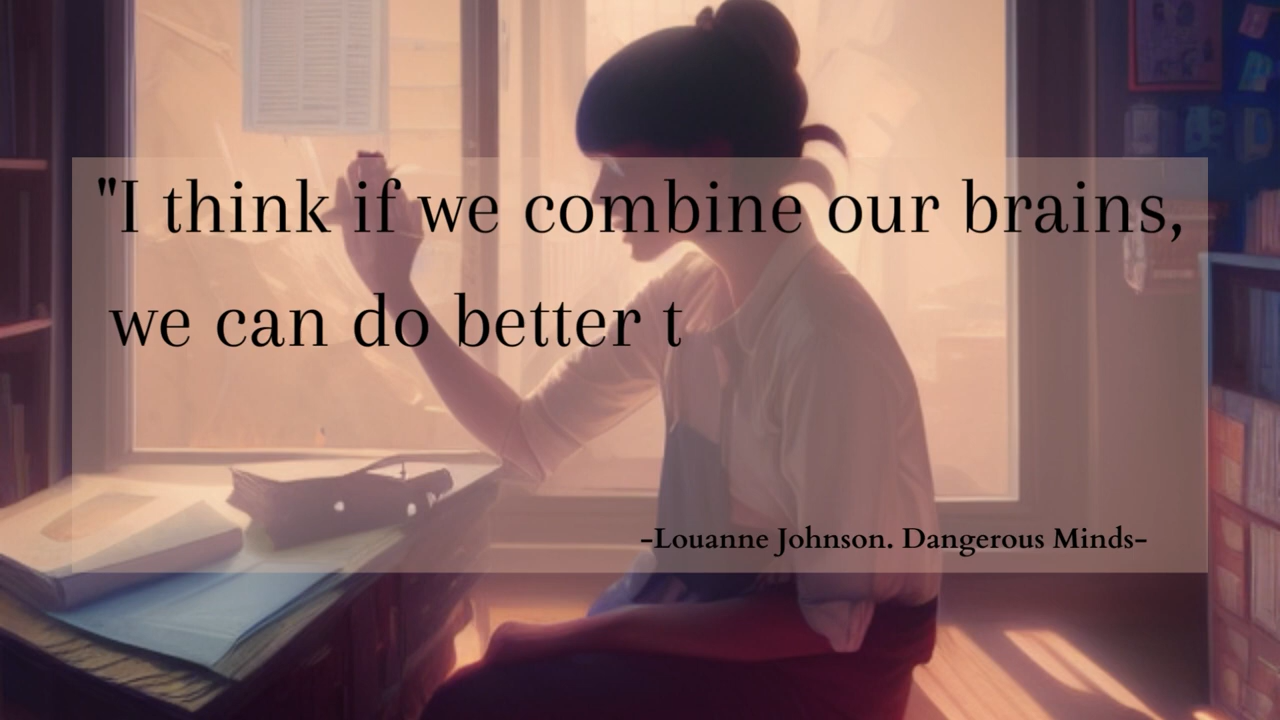 "I think if we combine our brains,
we can do better t
-Louanne Johnson. Dangerous Minds-